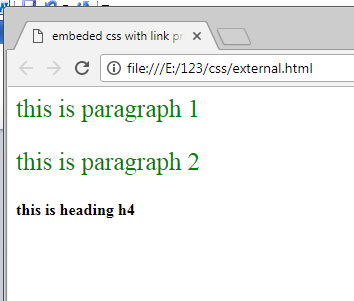 embeded css with link pr
file:///E:/123/css/external.html
this is paragraph 1
this is paragraph 2
this is heading h4